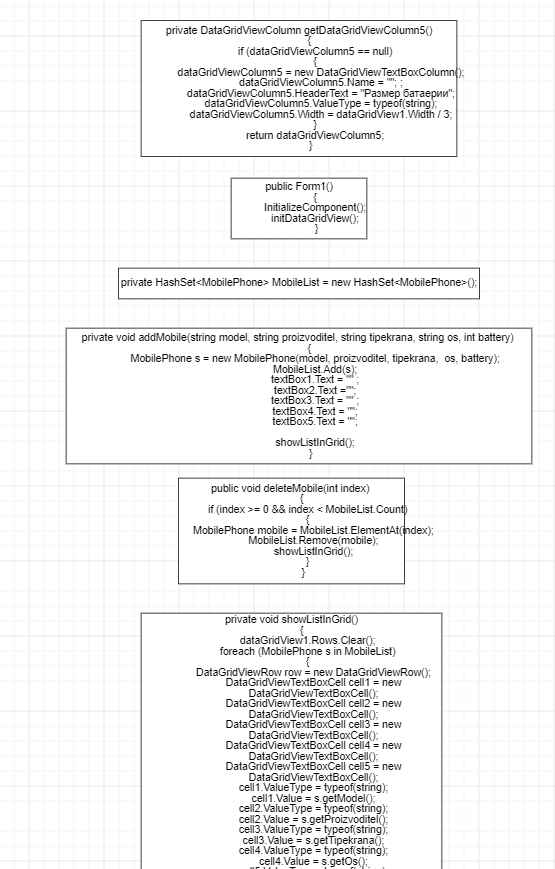 private DataGridViewColumn getDataGridViewColumn5()
{
if (dataGridViewColumn5 == null)
{
dataGridViewColumn5 = new DataGridViewTextBoxColumn();
dataGridViewColumn5.Name = ""; ;
dataGridViewColumn5.HeaderText = "Размер батаерии";
dataGridViewColumn5.ValueType = typeof(string);
dataGridViewColumn5.Width = dataGridView1.Width / 3;
}
return dataGridViewColumn5;
}
public Form1()
{
InitializeComponent();
initDataGridView();
}
private HashSet<MobilePhone> MobileList = new HashSet<MobilePhone>();
private void addMobile(string model, string proizvoditel, string tipekrana, string os, int battery)
{
MobilePhone s = new MobilePhone(model, proizvoditel, tipekrana, os, battery);
MobileList.Add(s);
textBox1.Text = "";
textBox2.Text ="";
textBox3.Text = "";
textBox4.Text = "";
textBox5.Text = "";
showListInGrid();
}
public void deleteMobile(int index)
{
if (index >= 0 && index < MobileList.Count)
{
MobilePhone mobile = MobileList.ElementAt(index);
MobileList.Remove(mobile);
showListInGrid();
}
}
private void showListInGrid()
{
dataGridView1.Rows.Clear();
foreach (MobilePhone s in MobileList)
{
DataGridViewRow row = new DataGridViewRow();
DataGridViewTextBoxCell cell1 = new
DataGridViewTextBoxCell();
DataGridViewTextBoxCell cell2 = new
DataGridViewTextBoxCell();
DataGridViewTextBoxCell cell3 = new
DataGridViewTextBoxCell();
DataGridViewTextBoxCell cell4 = new
DataGridViewTextBoxCell();
DataGridViewTextBoxCell cell5 = new
DataGridViewTextBoxCell();
cell1.ValueType = typeof(string);
cell1.Value = s.getModel();
cell2.ValueType = typeof(string);
cell2.Value = s.getProizvoditel();
cell3.ValueType = typeof(string);
cell3.Value = s.getTipekrana();
cell4.ValueType = typeof(string);
cell4.Value = s.getOs();